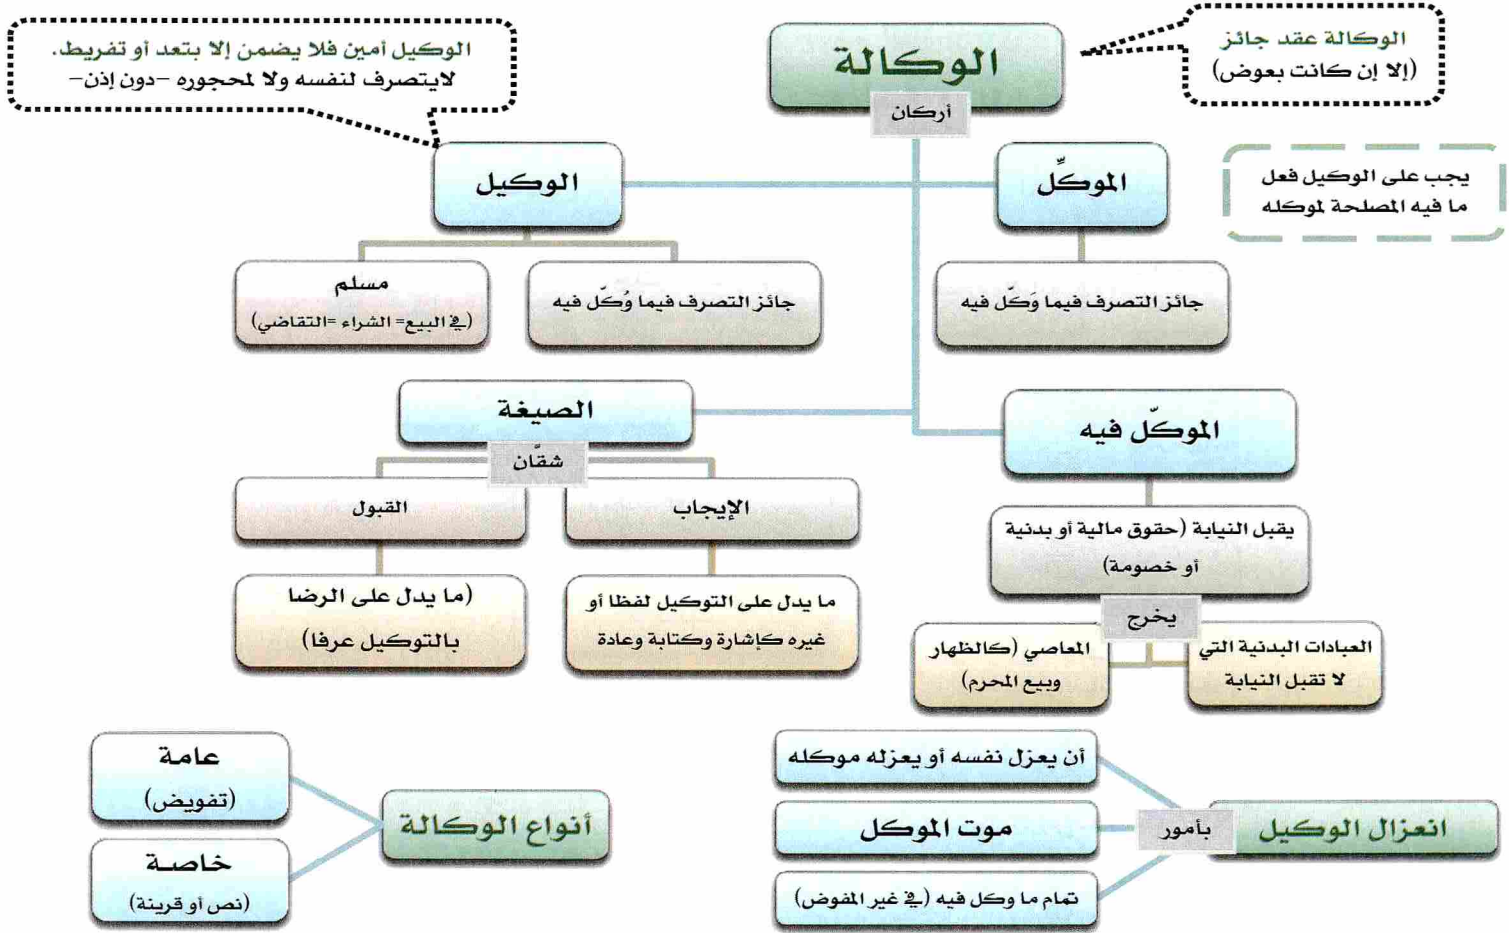 الوكالة عقد جائز
(إلا إن كانت بعوض)
الوكالة
الوكيل أمين فلا يضمن إلا بتعد أو تفريط.
لايتصرف لنفسه ولا لمحجوره –دون إذن–
أركان
يجب على الوكيل فعل
ما فيه المصلحة لموكله
الموكِّل
الوكيل
جائز التصرف فيما وَكّل فيه
جائز التصرف فيما وُكّل فيه
مسلم
(في البيع= الشراء =التقاضي)
الموكّل فيه
الصيغة
شقّان
يقبل النيابة (حقوق مالية أو بدنية
أو خصومة)
الإيجاب
القبول
يخرج
العبادات البدنية التي
لا تقبل النيابة
المعاصي (كالظهار
وبيع المحرم)
ما يدل على التوكيل لفظا أو
غيره كإشارة وكتابة وعادة
(ما يدل على الرضا
بالتوكيل عرفا)
انعزال الوكيل
بأمور
أن يعزل نفسه أو يعزله موكله
موت الموكل
تمام ما وكل فيه (في غير المفوض)
أنواع الوكالة
عامة
(تفويض)
خاصة
(نص أو قرينة)